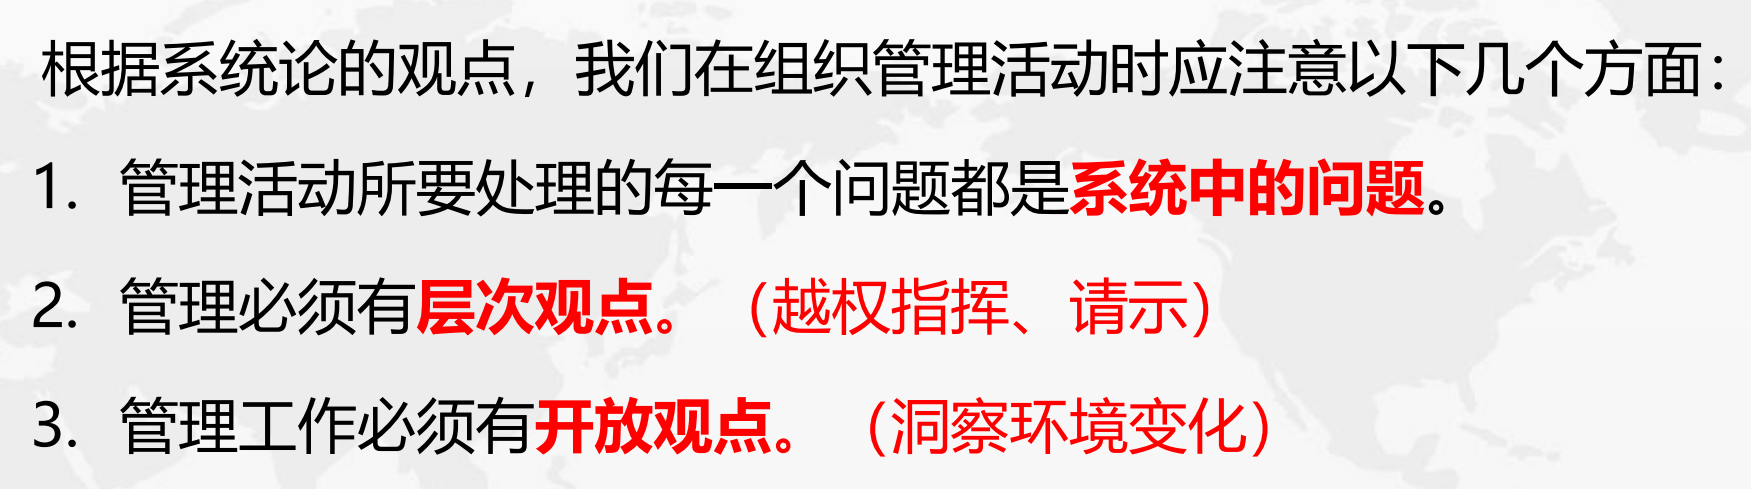 根据系统论的观点，我们在组织管理活动时应注意以下几个方面：
1. 管理活动所要处理的每一个问题都是系统中的问题。
2. 管理必须有层次观点。（越权指挥、请示）
3. 管理工作必须有开放观点。（洞察环境变化）